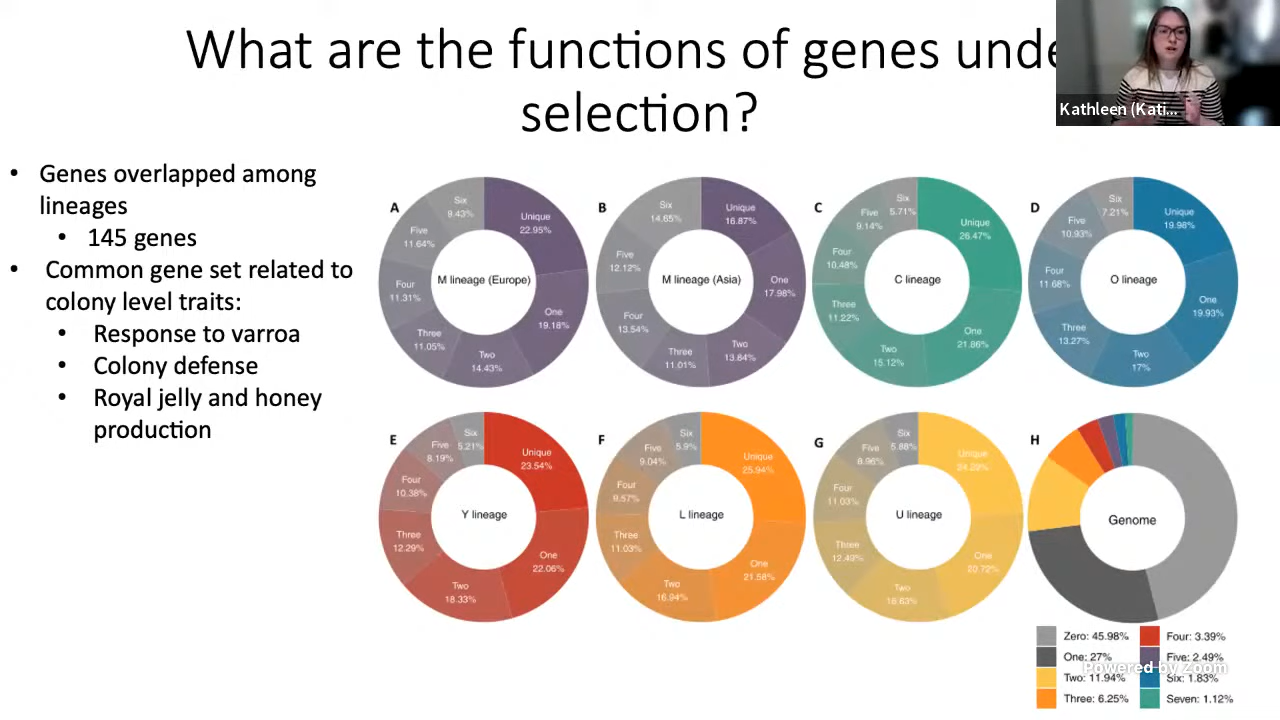 What are the functions of genes unde
selection?
Kathleen (Kati...
• Genes overlapped among
lineages
• 145 genes
• Common gene set related to
colony level traits:
• Response to varroa
• Colony defense
• Royal jelly and honey
production
A
Unique
22.95%
One
19.18%
Two
14.43%
Three
11.05%
Four
11.31%
Five
11.64%
Six
9.43%
M lineage (Europe)
B
Unique
16.87%
One
17.98%
Two
13.84%
Three
11.01%
Four
13.54%
Five
12.12%
Six
14.65%
M lineage (Asia)
C
Unique
26.47%
One
21.86%
Two
15.12%
Three
11.22%
Four
10.48%
Five
9.14%
Six
5.71%
C lineage
D
Unique
19.98%
One
19.93%
Two
17%
Three
13.27%
Four
11.68%
Five
10.93%
Six
7.21%
O lineage
E
Unique
23.54%
One
22.06%
Two
18.33%
Three
12.29%
Four
10.38%
Five
8.19%
Six
5.21%
Y lineage
F
Unique
25.94%
One
21.58%
Two
16.94%
Three
11.03%
Four
9.57%
Five
9.04%
Six
5.9%
L lineage
G
Unique
One
20.72%
Two
16.63%
Three
12.49%
Four
11.03%
Five
8.96%
Six
5.88%
U lineage
H
Genome
Zero: 45.98%
One: 27%
Two: 11.94%
Three: 6.25%
Four: 3.39%
Five: 2.49%
Six: 1.83%
Seven: 1.12%
Powered by Zoom